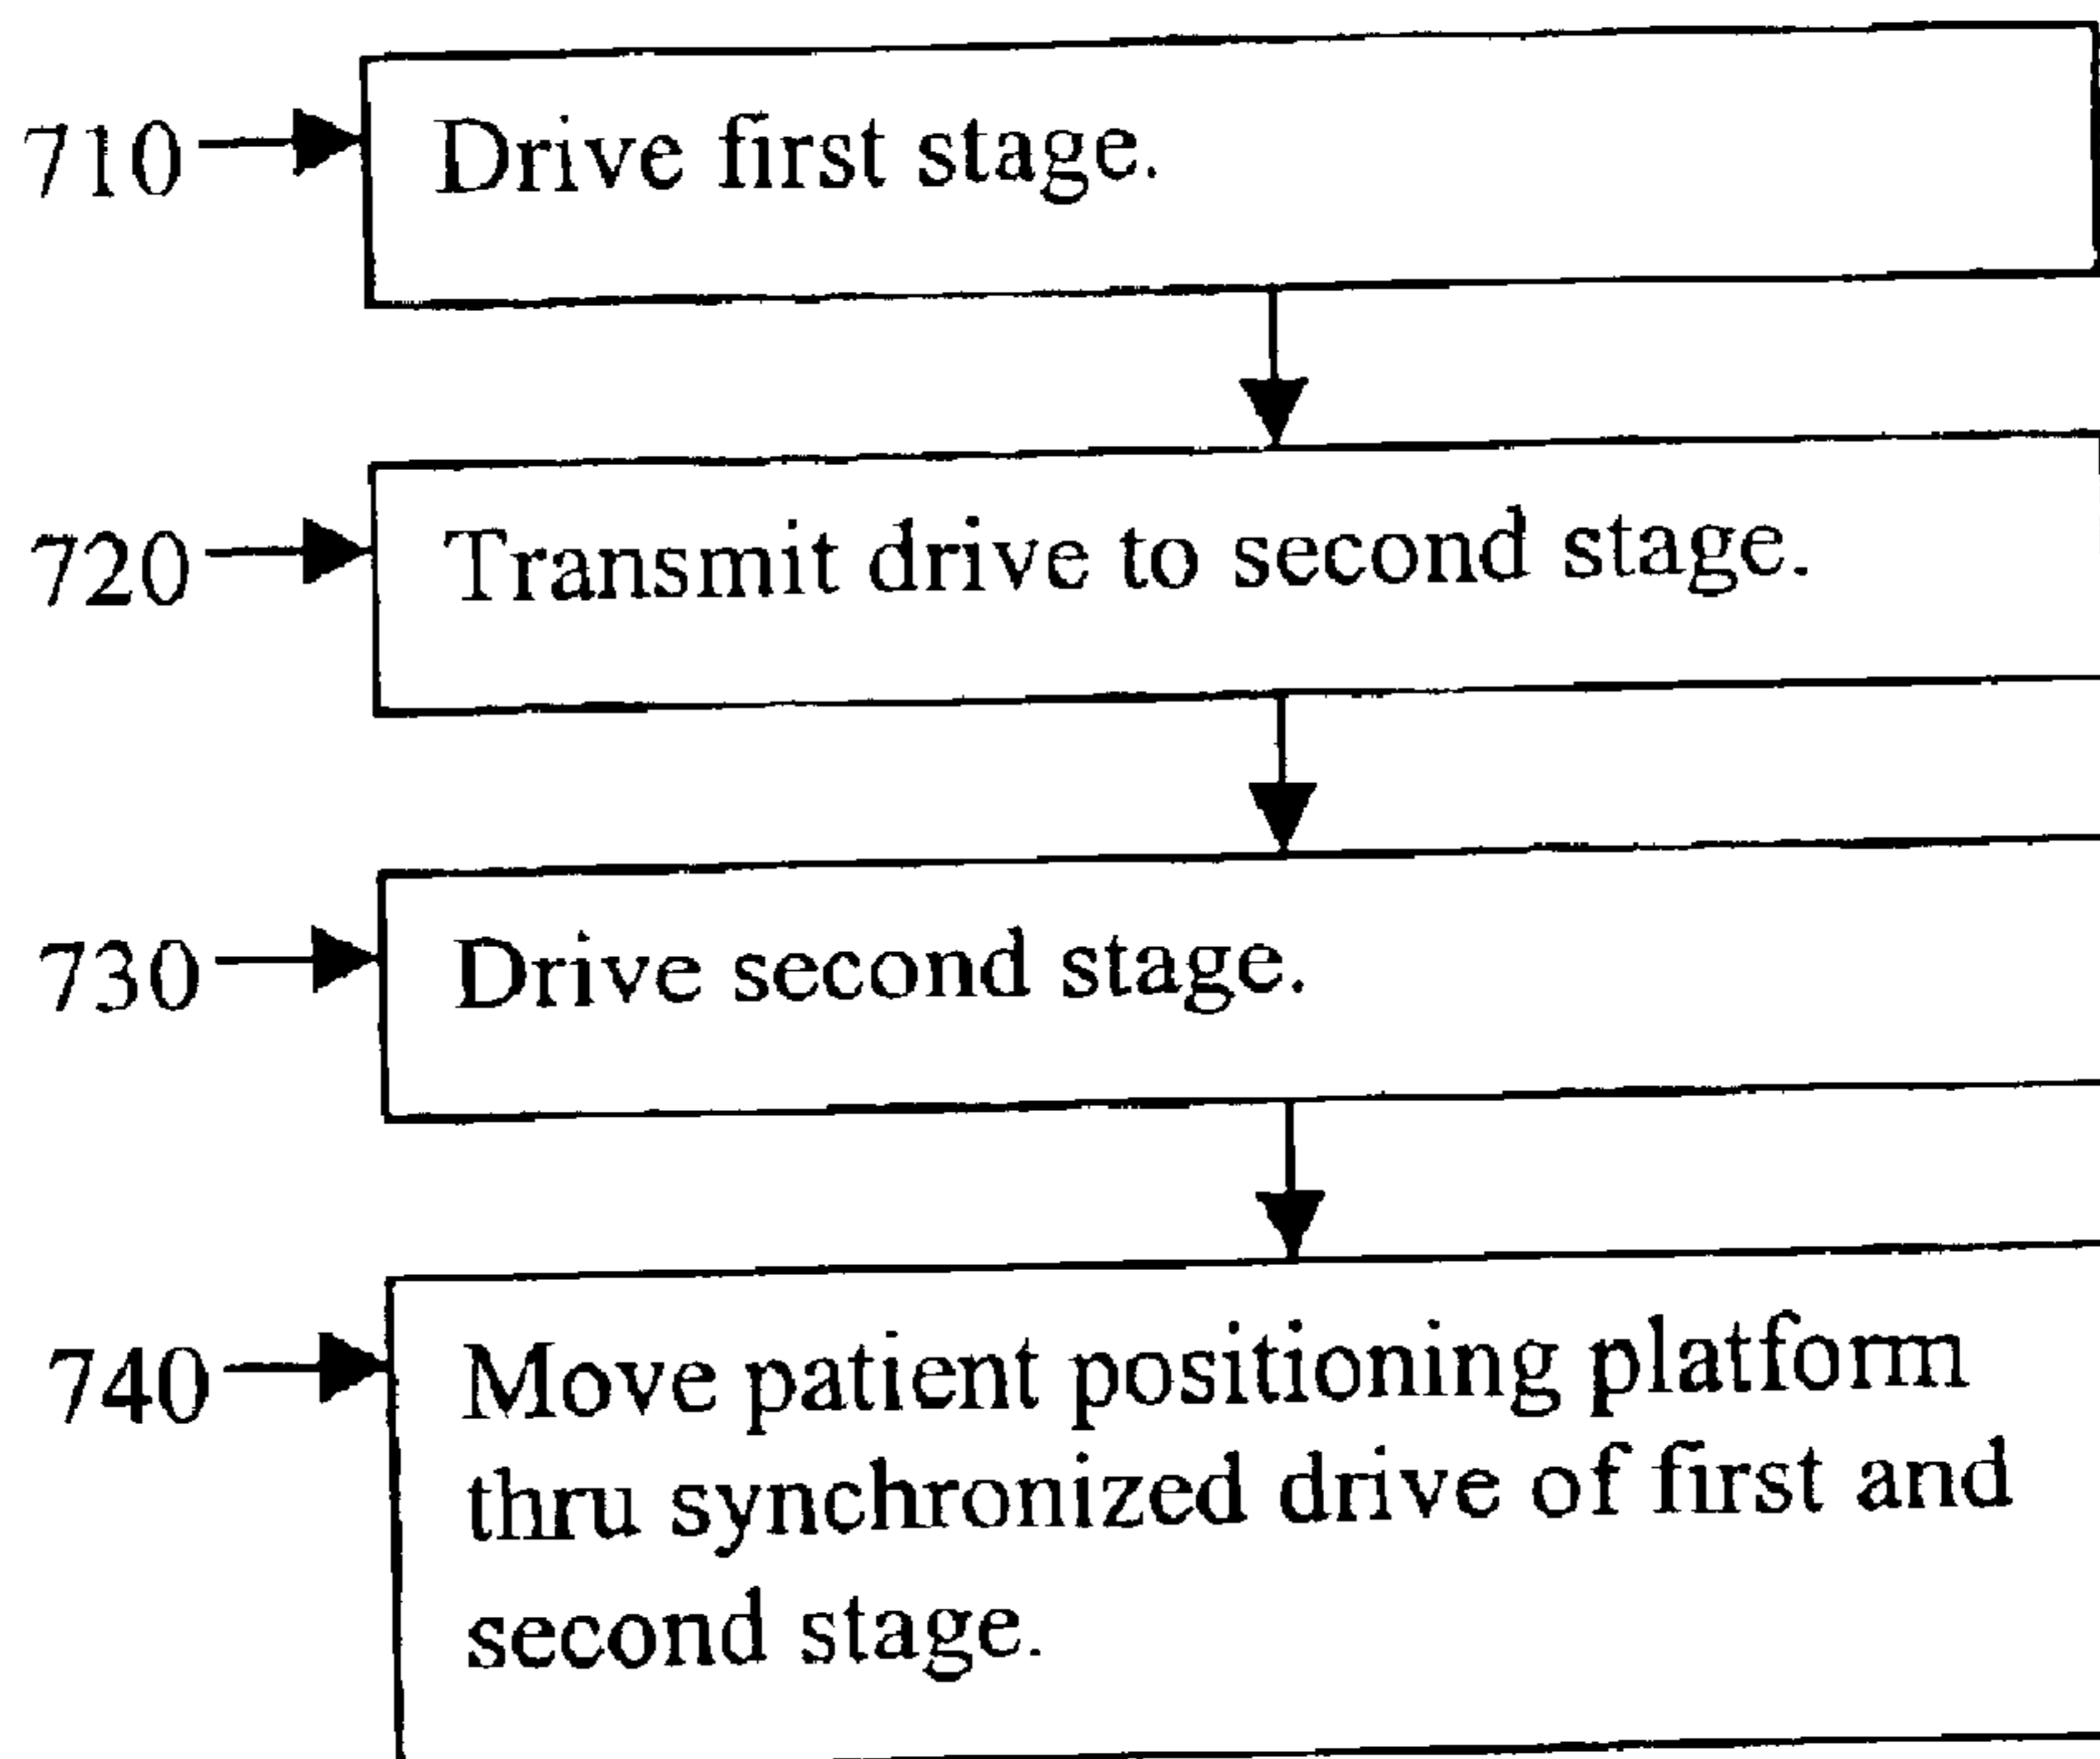 710 Drive first stage.
720 Transmit drive to second stage.
730 Drive second stage.
740 Move patient positioning platform
thru synchronized drive of first and
second stage.